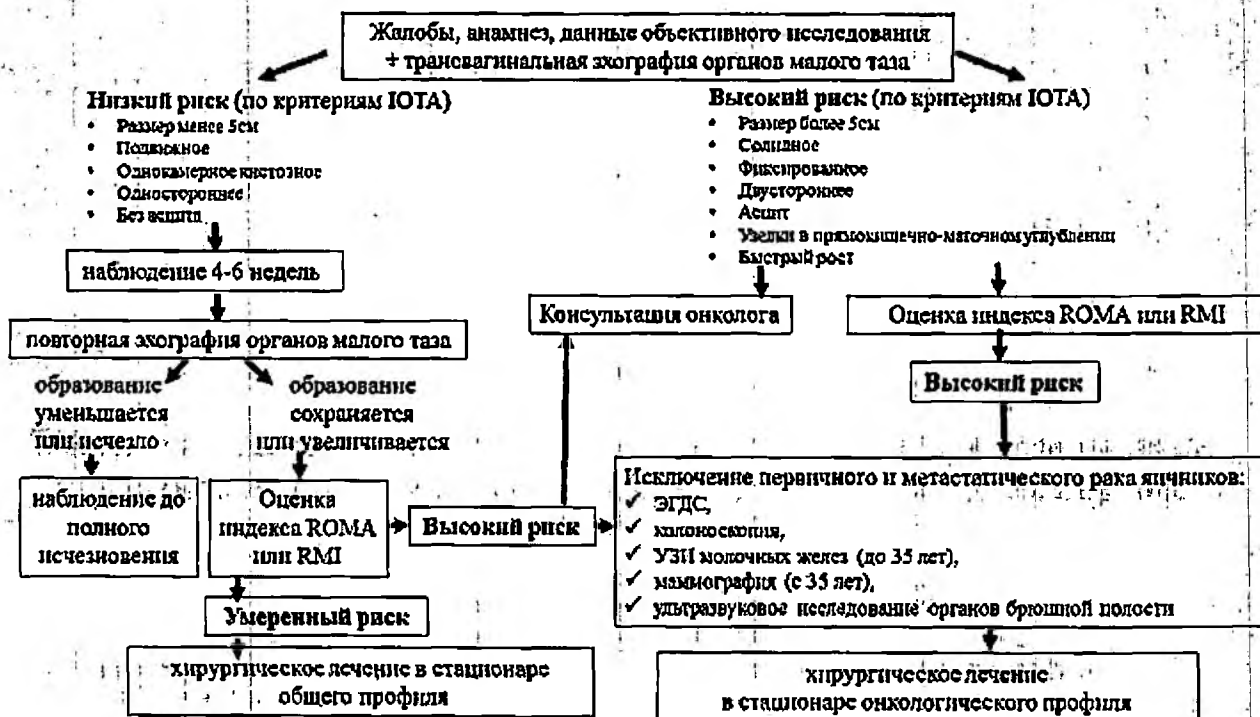 Жалобы, анамнез, данные объективного исследования
+ трансвагинальная эхография органов малого таза
Низкий риск (по критериям IOTA)
• Размер менее 5см
• Подвижное
• Однокамерное кистозное
• Одностороннее
• Без асцита
наблюдение 4-6 недель
повторная эхография органов малого таза
образование
уменьшается
или исчезло
образование
сохраняется
или увеличивается
наблюдение до
полного
исчезновения
Оценка
индекса ROMA
или RMI
Высокий риск
Умеренный риск
хирургическое лечение в стационаре
общего профиля
Высокий риск (по критериям IOTA)
• Размер более 5см
• Солидное
• Фиксированное
• Двустороннее
• Асцит
• Узелки в прямокишечно-маточном углублении
• Быстрый рост
Консультация онколога
Оценка индекса ROMA или RMI
Высокий риск
Исключение первичного и метастатического рака яичников:
✓ ЭГДС,
✓ колоноскопия,
✓ УЗИ молочных желез (до 35 лет),
✓ маммография (с 35 лет),
✓ ультразвуковое исследование органов брюшной полости
хирургическое лечение
в стационаре онкологического профиля